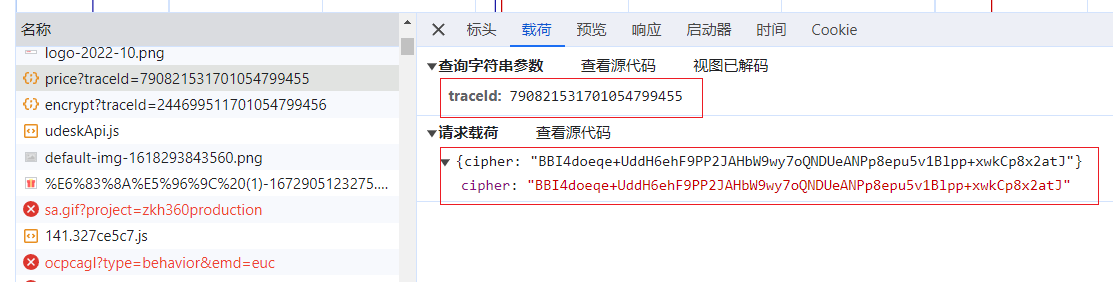 名称
logo-2022-10.png
price?traceId=790821531701054799455
encrypt?traceId=244699511701054799456
udeskApi.js
default-img-1618293843560.png
%E6%83%8A%E5%96%9C%20(1)-1672905123275....
sa.gif?project=zkh360production
141.327ce5c7.js
ocpcagl?type=behavior&emd=euc
标头 载荷 预览 响应 启动器 时间 Cookie
查询字符串参数 查看源代码 视图已解码
traceId: 790821531701054799455
请求载荷 查看源代码
{cipher: "BBI4doeqe+UddH6ehF9PP2JAHbW9wy7oQNDUeANPp8epu5v1Blpp+xwkCp8x2atJ"}
cipher: "BBI4doeqe+UddH6ehF9PP2JAHbW9wy7oQNDUeANPp8epu5v1Blpp+xwkCp8x2atJ"